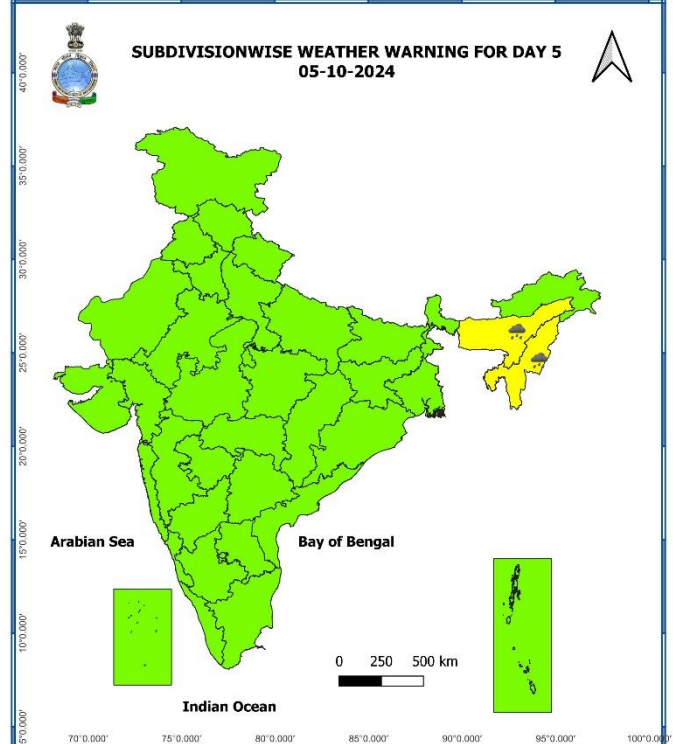 SUBDIVISIONWISE WEATHER WARNING FOR DAY 5
05-10-2024
40°0.000'
35°0.000'
30°0.000'
25°0.000'
20°0.000'
15°0.000'
10°0.000'
5°0.000'
Arabian Sea
Bay of Bengal
0 250 500 km
Indian Ocean
70°0.000' 75°0.000' 80°0.000' 85°0.000' 90°0.000' 95°0.000' 100°0.000'